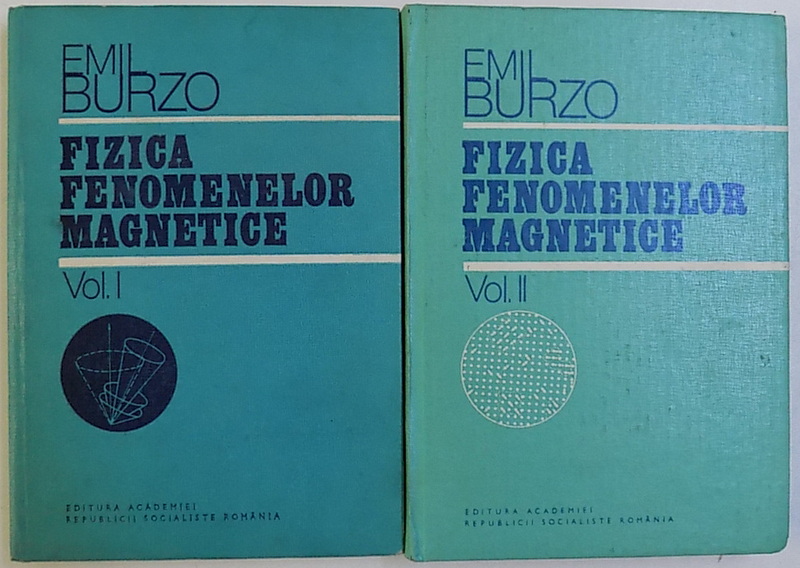 EMIL
BURZO
FIZICA
FENOMENELOR
MAGNETICE
Vol. I
EDITURA ACADEMIEI
REPUBLICII SOCIALISTE ROMÂNIA
EMIL
BURZO
FIZICA
FENOMENELOR
MAGNETICE
Vol. II
EDITURA ACADEMIEI
REPUBLICII SOCIALISTE ROMÂNIA